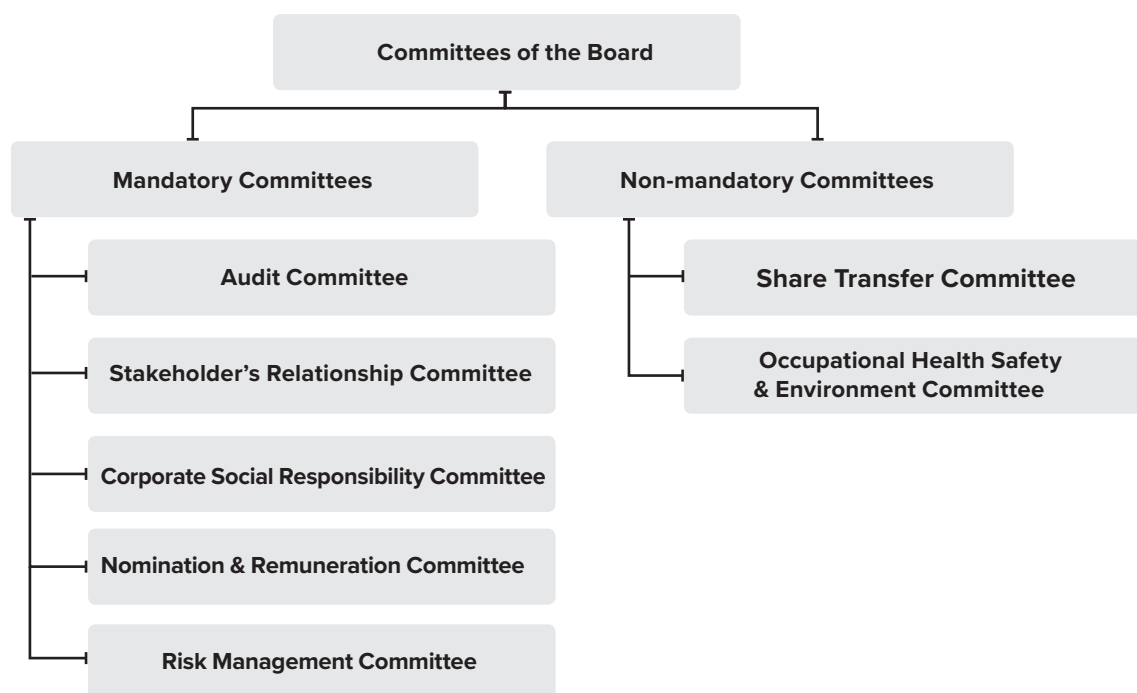 Committees of the Board
Mandatory Committees
Non-mandatory Committees
Audit Committee
Stakeholder’s Relationship Committee
Corporate Social Responsibility Committee
Nomination & Remuneration Committee
Risk Management Committee
Share Transfer Committee
Occupational Health Safety
& Environment Committee